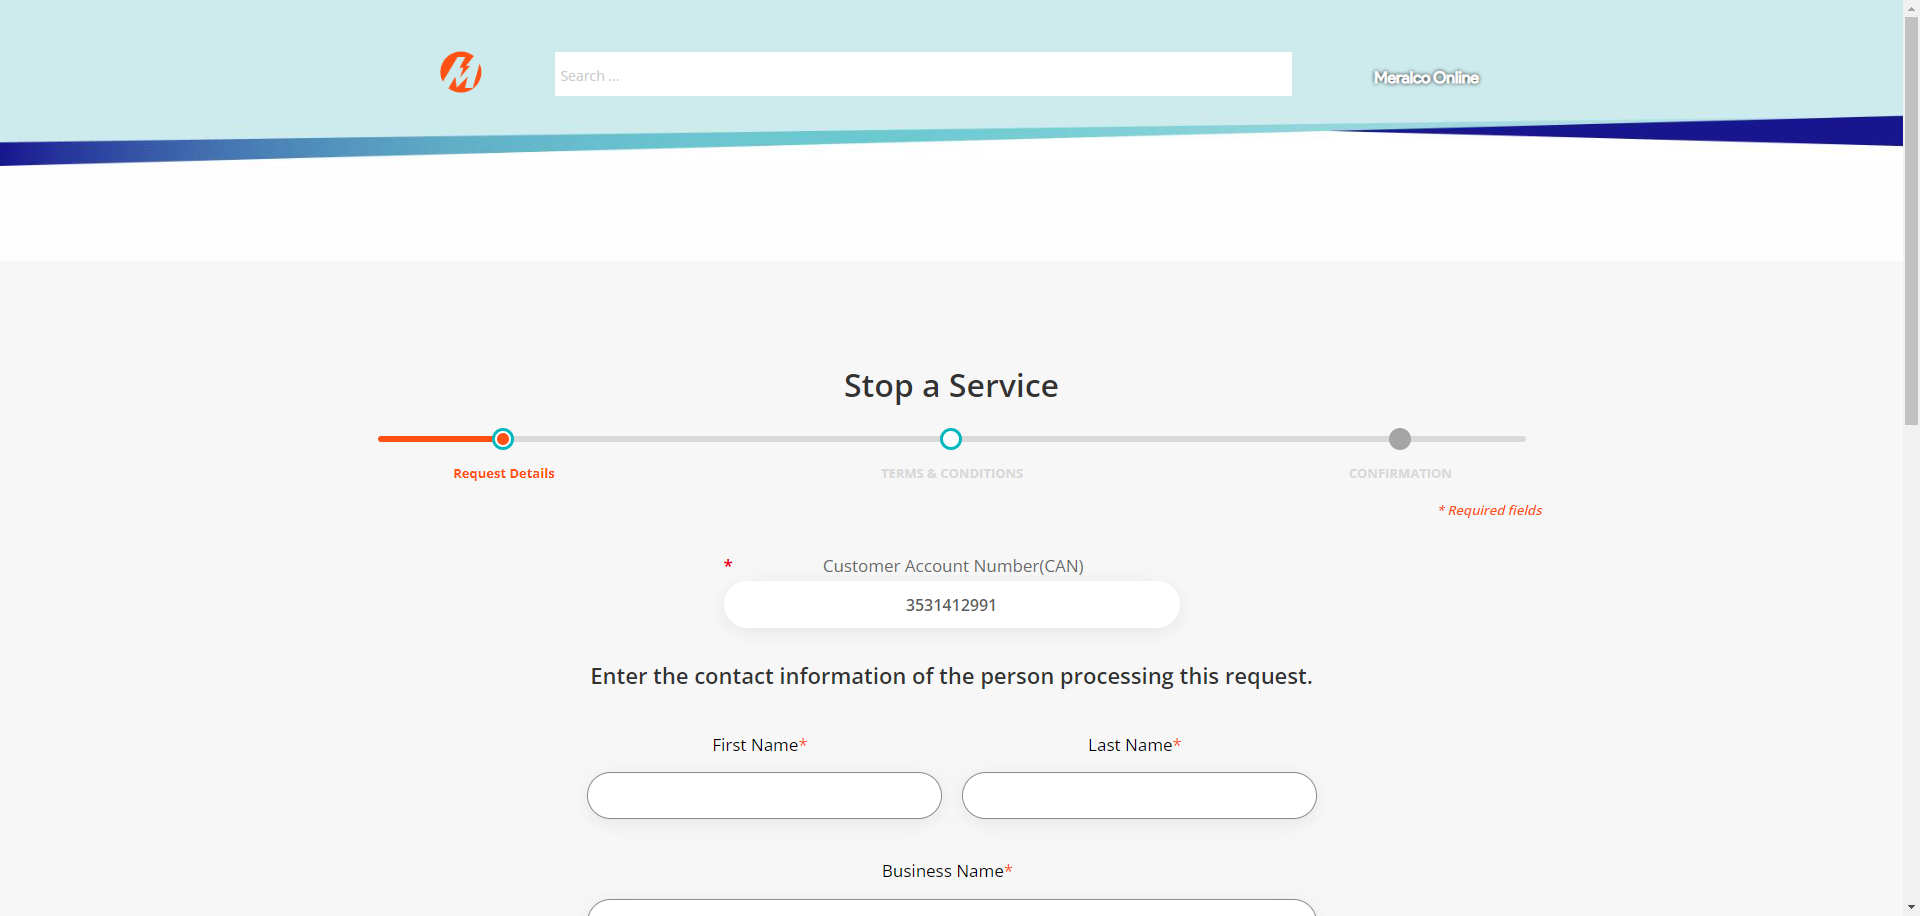 Search ...
Meralco Online
Stop a Service
Request Details
TERMS & CONDITIONS
CONFIRMATION
* Required fields
* Customer Account Number(CAN)
3531412991
Enter the contact information of the person processing this request.
First Name*
Last Name*
Business Name*